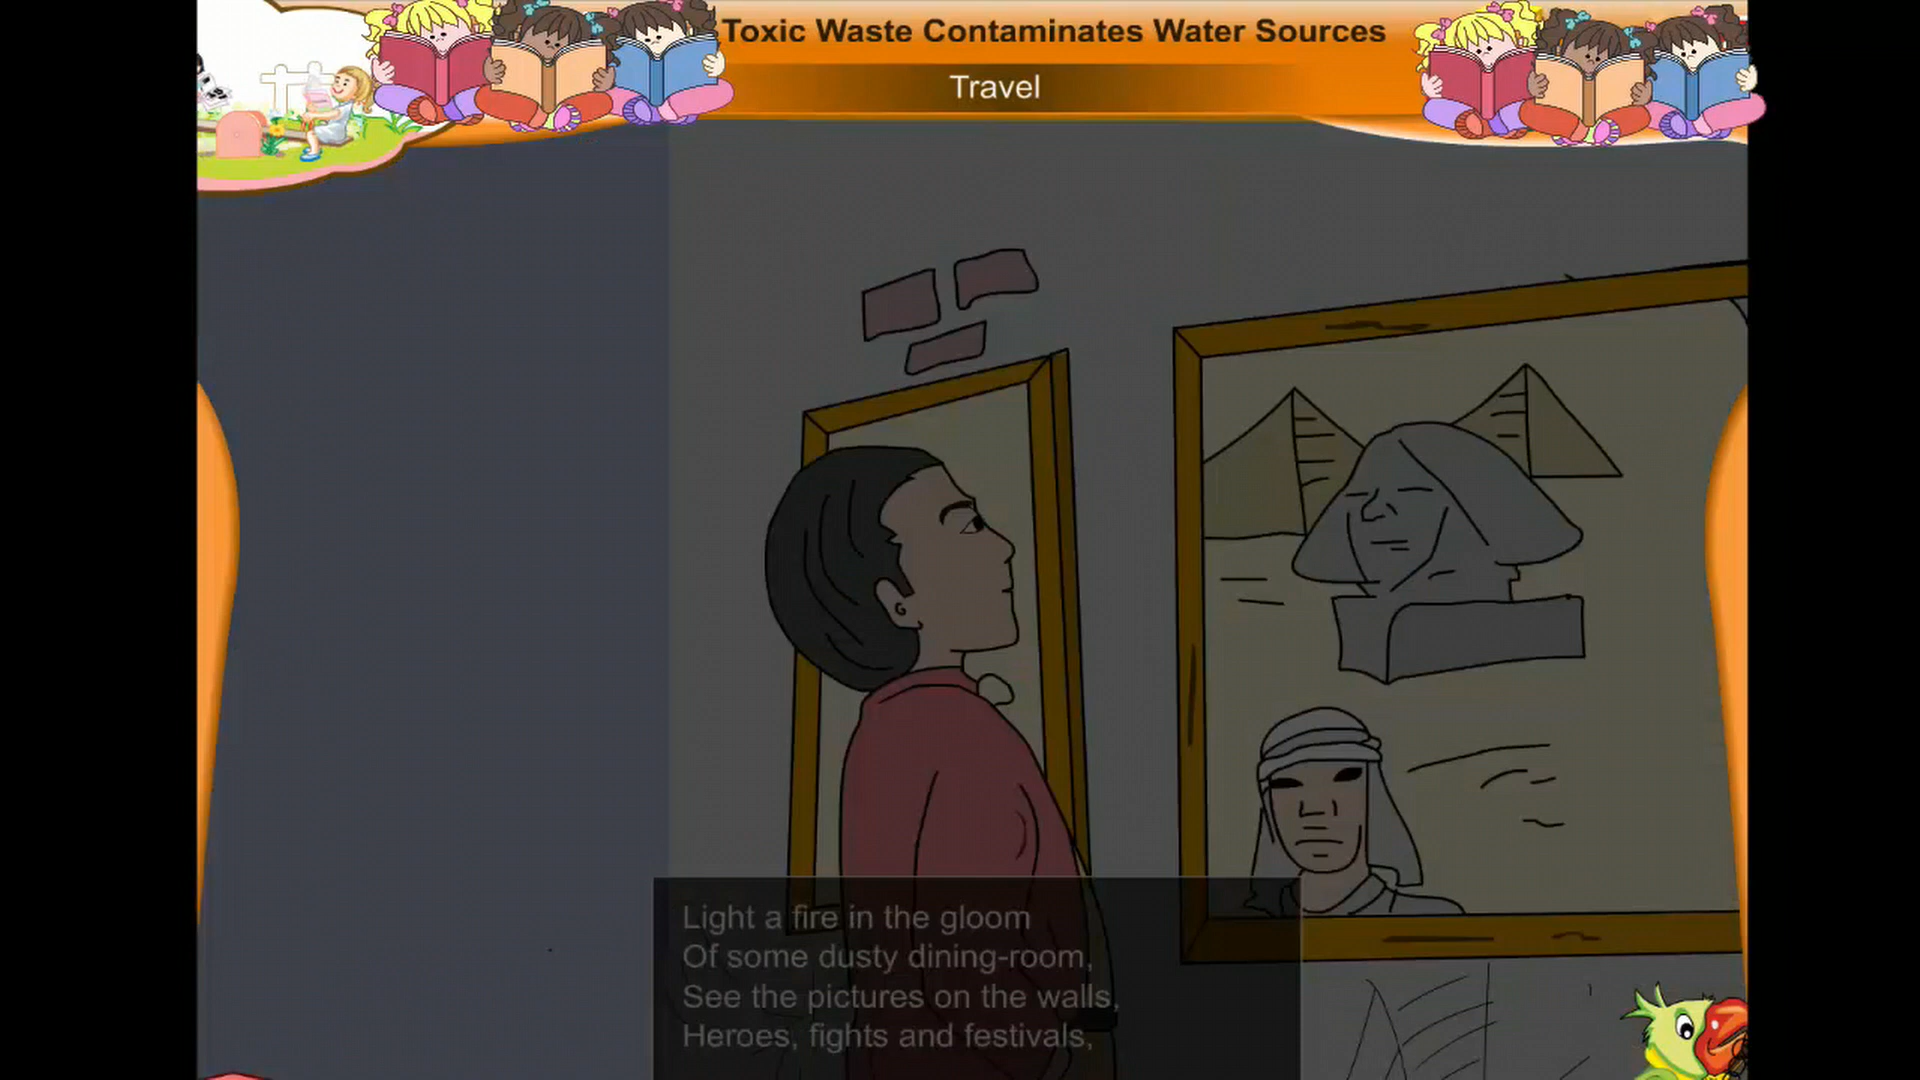 Toxic Waste Contaminates Water Sources
Travel
Light a fire in the gloom
Of some dusty dining-room,
See the pictures on the walls,
Heroes, fights and festivals,